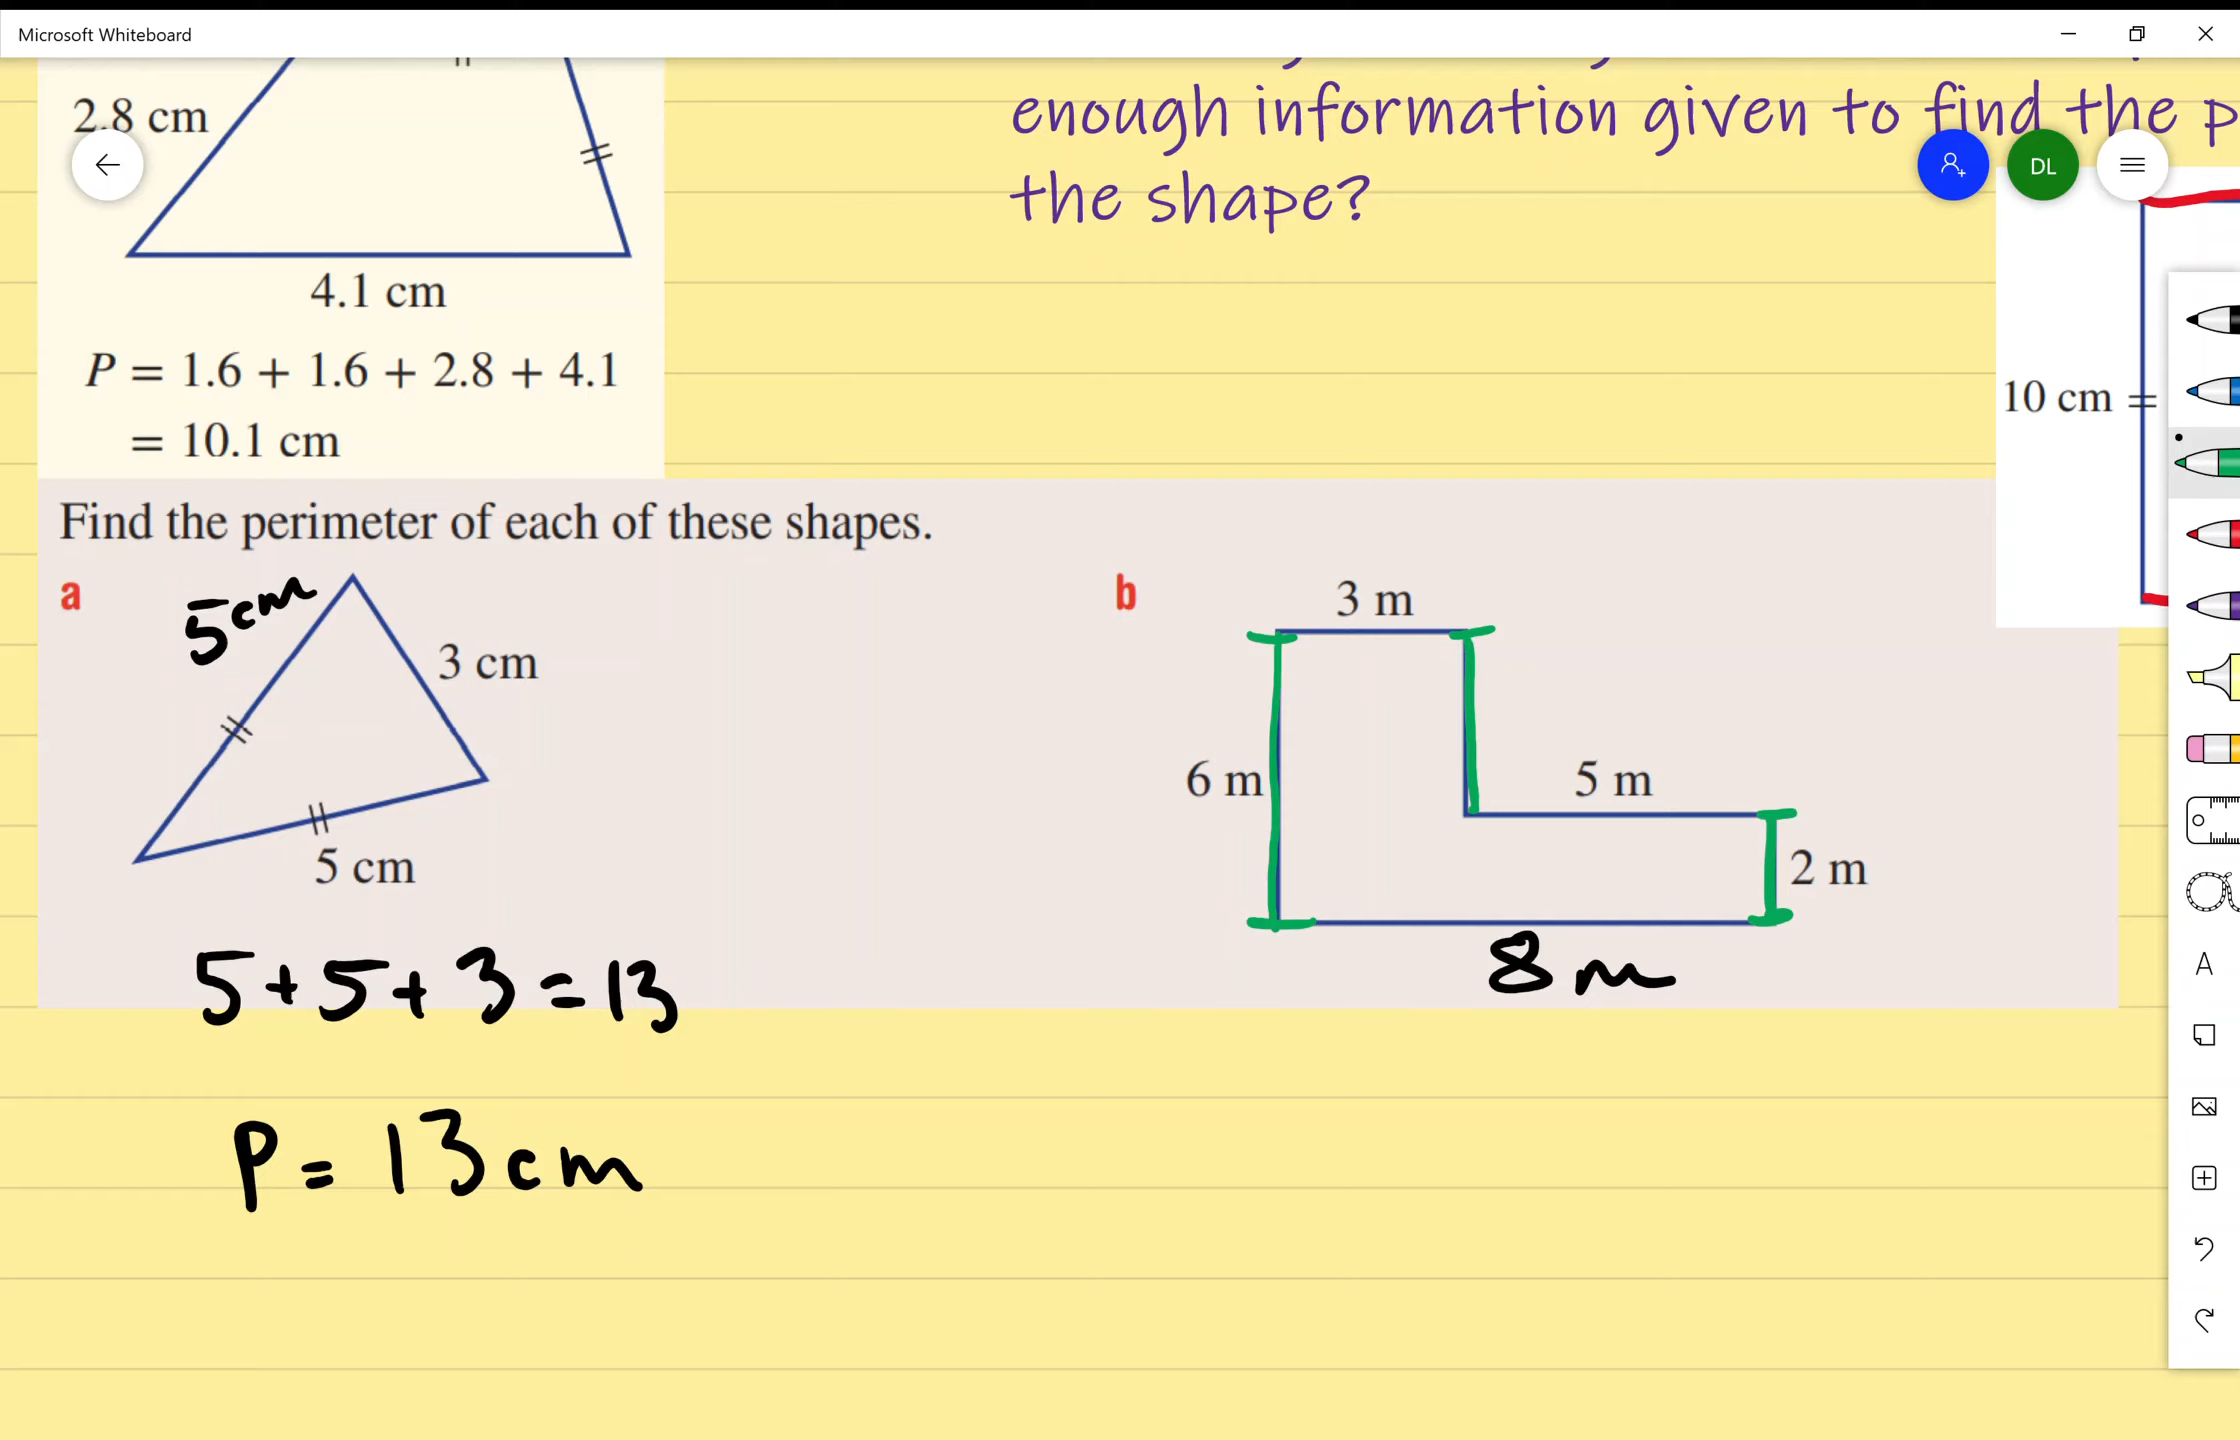 Microsoft Whiteboard
2.8 cm
enough information given to find the p
the shape?
DL
4.1 cm
P = 1.6 + 1.6 + 2.8 + 4.1
= 10.1 cm
10 cm
Find the perimeter of each of these shapes.
a
5cm
3 cm
5 cm
b
3 m
6 m
5 m
2 m
8 m
5+5+3=13
P= 13cm
A